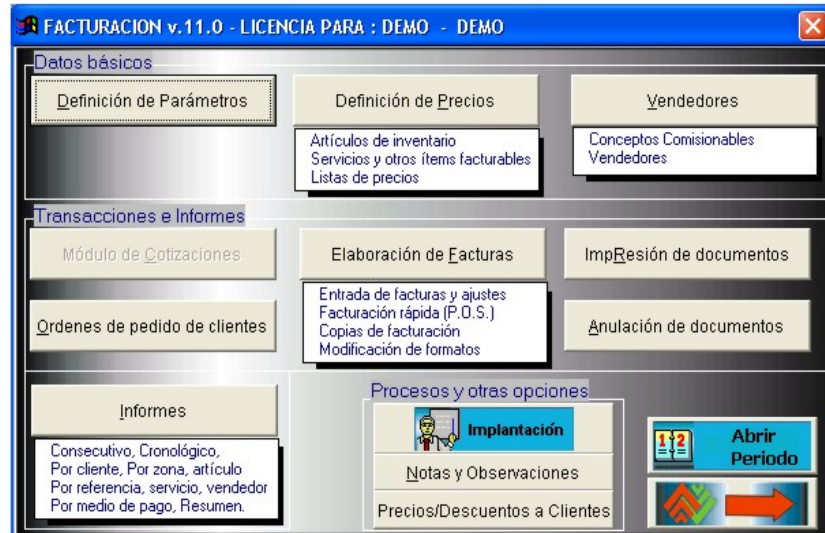 FACTURACION v.11.0 - LICENCIA PARA : DEMO - DEMO
Datos básicos
Definición de Parámetros
Definición de Precios
Artículos de inventario
Servicios y otros ítems facturables
Listas de precios
Vendedores
Conceptos Comisionables
Vendedores
Transacciones e Informes
Módulo de Cotizaciones
Elaboración de Facturas
Entrada de facturas y ajustes
Facturación rápida (P.O.S.)
Copias de facturación
Modificación de formatos
ImpResión de documentos
Ordenes de pedido de clientes
Anulación de documentos
Informes
Consecutivo, Cronológico,
Por cliente, Por zona, artículo
Por referencia, servicio, vendedor
Por medio de pago, Resumen.
Procesos y otras opciones
Implantación
Notas y Observaciones
Precios/Descuentos a Clientes
1 2
Abrir
Periodo